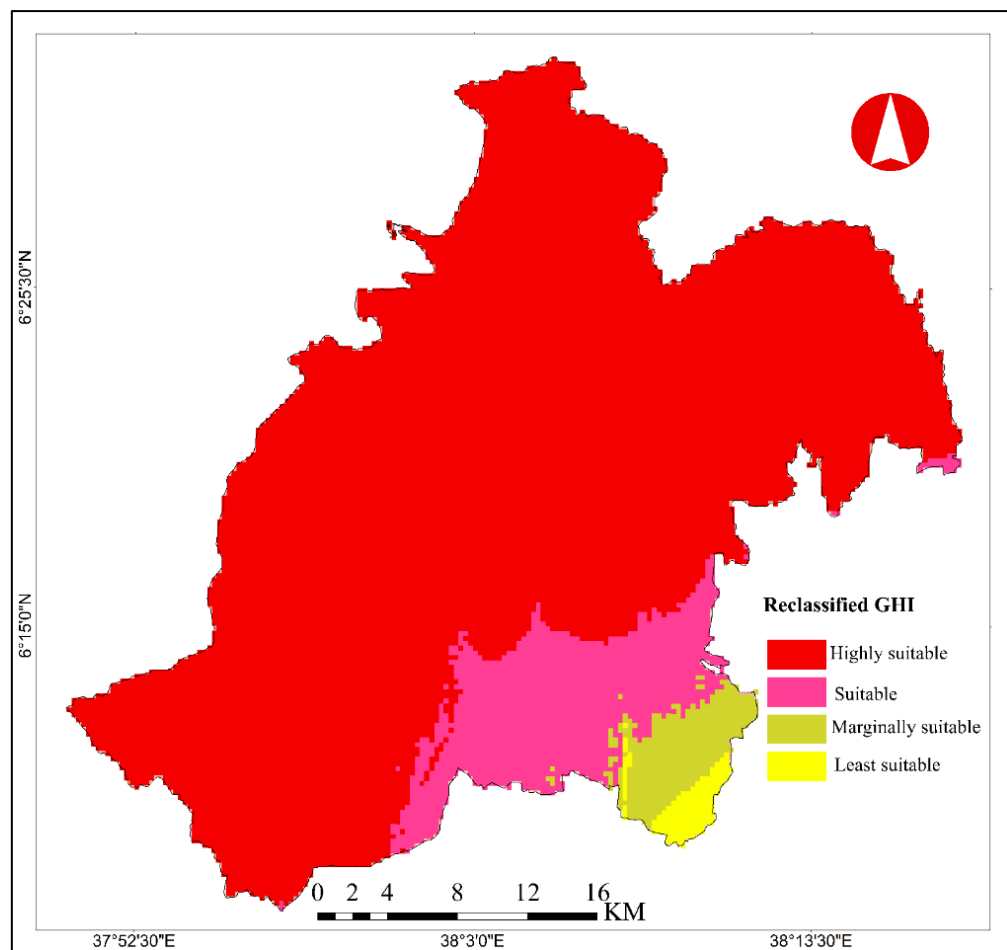 6°25'30"N
6°15'0"N
Reclassified GHI
Highly suitable
Suitable
Marginally suitable
Least suitable
0 2 4 8 12 16
KM
37°52'30"E 38°3'0"E 38°13'30"E